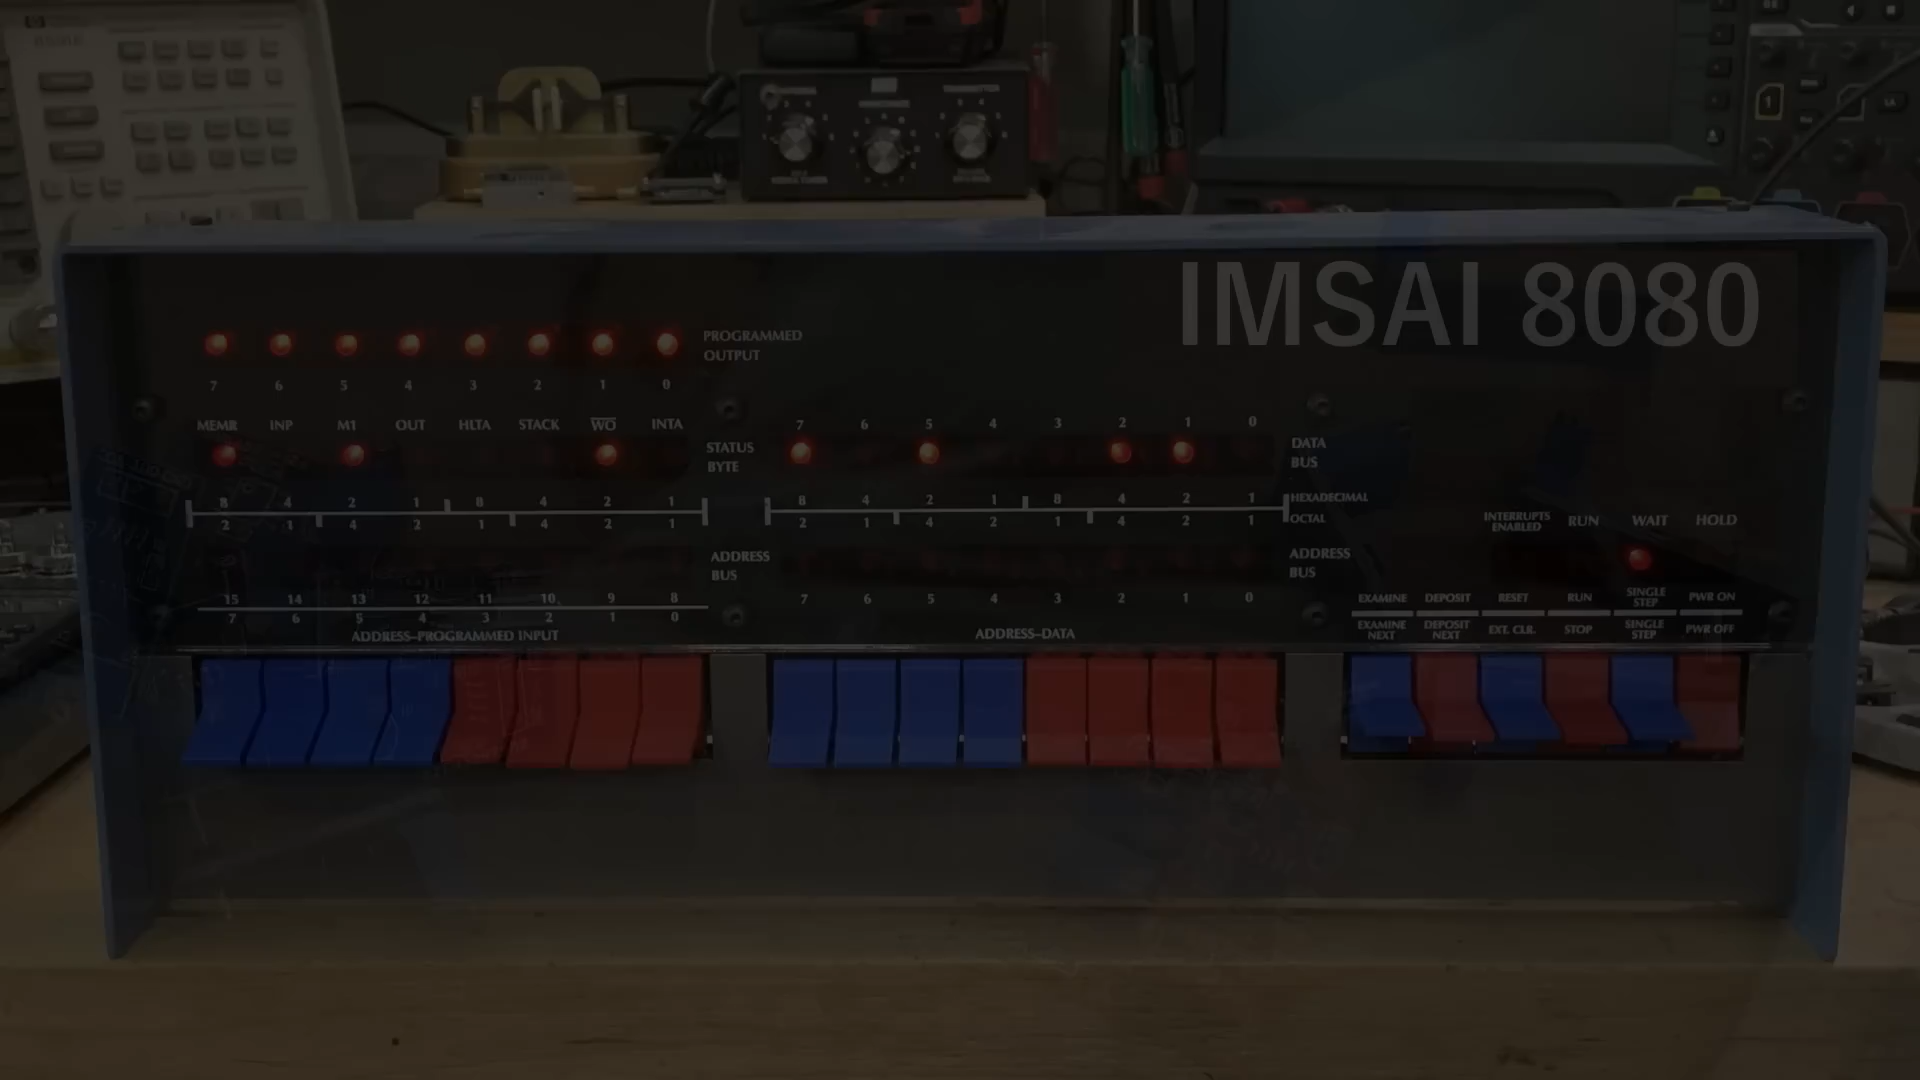 IMSAI 8080
PROGRAMMED
OUTPUT
7 6 5 4 3 2 1 0
MEMR INP M1 OUT HLTA STACK WO INTA
STATUS
BYTE
7 6 5 4 3 2 1 0
DATA
BUS
8 4 2 1 8 4 2 1
2 1 4 2 1 4 2 1
8 4 2 1 8 4 2 1
2 1 4 2 1 4 2 1
HEXADECIMAL
OCTAL
INTERRUPTS
ENABLED
RUN
WAIT
HOLD
ADDRESS
BUS
ADDRESS
BUS
15 14 13 12 11 10 9 8
7 6 5 4 3 2 1 0
ADDRESS–PROGRAMMED INPUT
7 6 5 4 3 2 1 0
ADDRESS–DATA
EXAMINE
EXAMINE
NEXT
DEPOSIT
DEPOSIT
NEXT
RESET
EXT. CLR.
RUN
STOP
SINGLE
STEP
SINGLE
STEP
PWR ON
PWR OFF